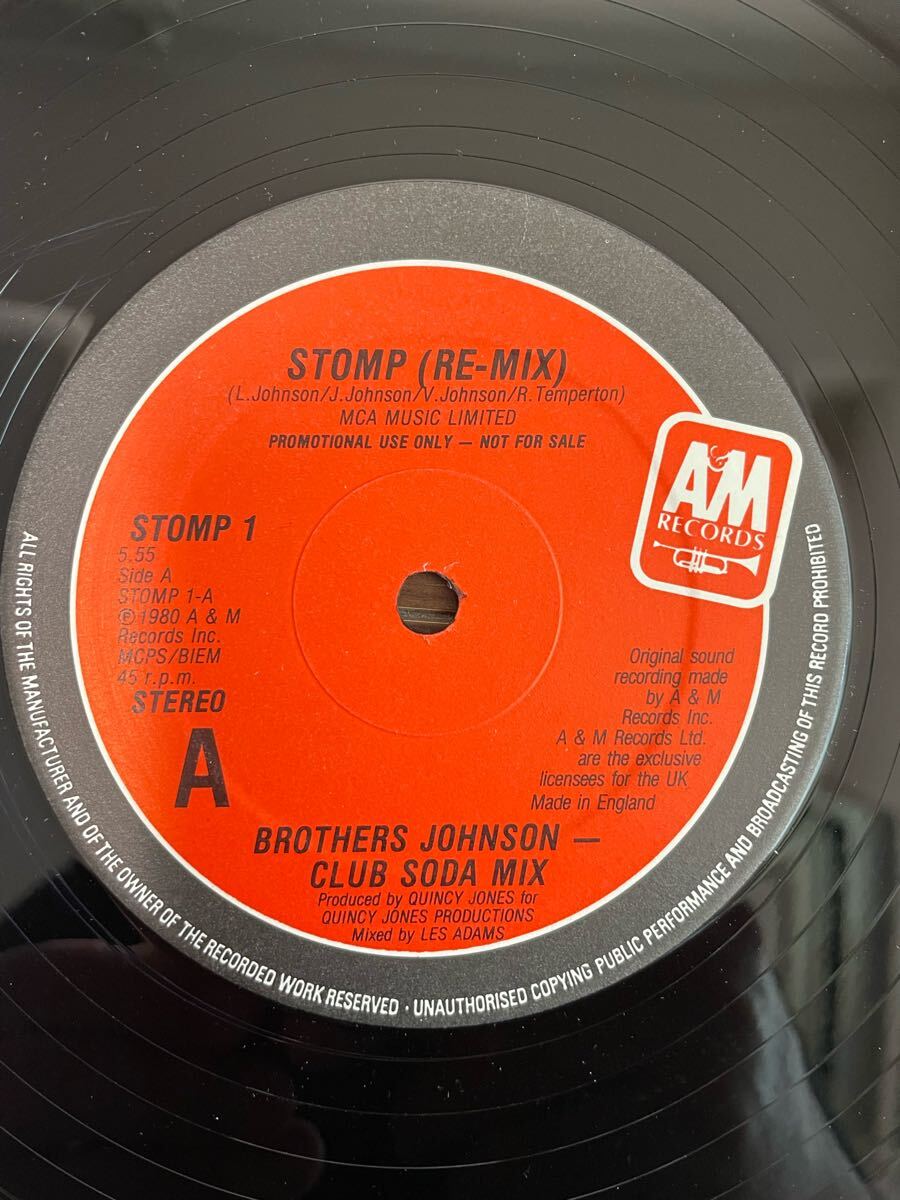 STOMP (RE-MIX)
(L.Johnson/J.Johnson/V.Johnson/R.Temperton)
MCA MUSIC LIMITED
PROMOTIONAL USE ONLY — NOT FOR SALE
A&M
RECORDS
STOMP 1
5.55
Side A
STOMP 1-A
℗1980 A & M
Records Inc.
MCPS/BIEM
45 r.p.m.
STEREO
A
Original sound
recording made
by A & M
Records Inc.
A & M Records Ltd.
are the exclusive
licensees for the UK
Made in England
BROTHERS JOHNSON —
CLUB SODA MIX
Produced by QUINCY JONES for
QUINCY JONES PRODUCTIONS
Mixed by LES ADAMS
ALL RIGHTS OF THE MANUFACTURER AND OF THE OWNER OF THE RECORDED WORK RESERVED · UNAUTHORISED COPYING PUBLIC PERFORMANCE AND BROADCASTING OF THIS RECORD PROHIBITED